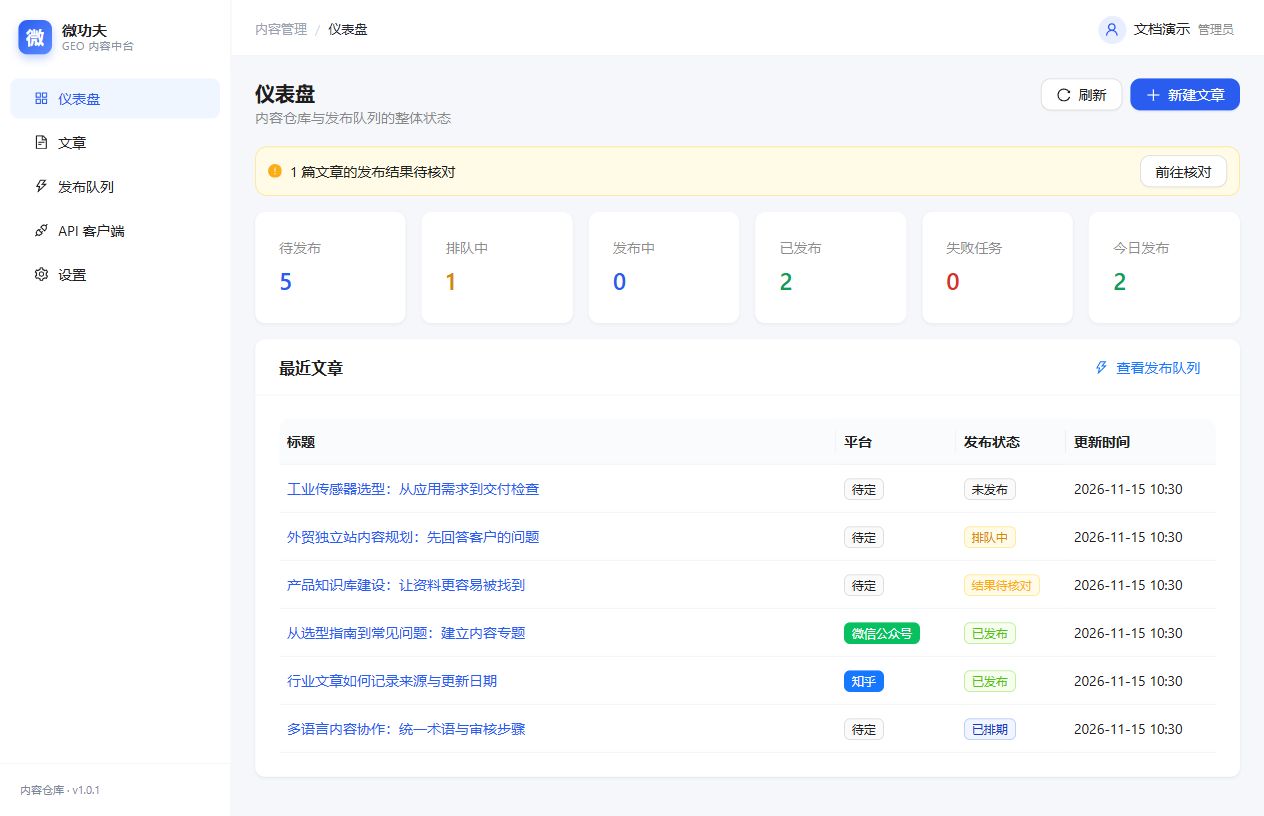 微 微功夫
GEO 内容中台
内容管理 / 仪表盘
文档演示 管理员
仪表盘
文章
发布队列
API 客户端
设置
内容仓库 · v1.0.1
仪表盘
内容仓库与发布队列的整体状态
刷新
新建文章
1 篇文章的发布结果待核对
前往核对
待发布 排队中 发布中 已发布 失败任务 今日发布
5 1 0 2 0 2
最近文章
查看发布队列
标题 平台 发布状态 更新时间
工业传感器选型：从应用需求到交付检查 待定 未发布 2026-11-15 10:30
外贸独立站内容规划：先回答客户的问题 待定 排队中 2026-11-15 10:30
产品知识库建设：让资料更容易被找到 待定 结果待核对 2026-11-15 10:30
从选型指南到常见问题：建立内容专题 微信公众号 已发布 2026-11-15 10:30
行业文章如何记录来源与更新日期 知乎 已发布 2026-11-15 10:30
多语言内容协作：统一术语与审核步骤 待定 已排期 2026-11-15 10:30